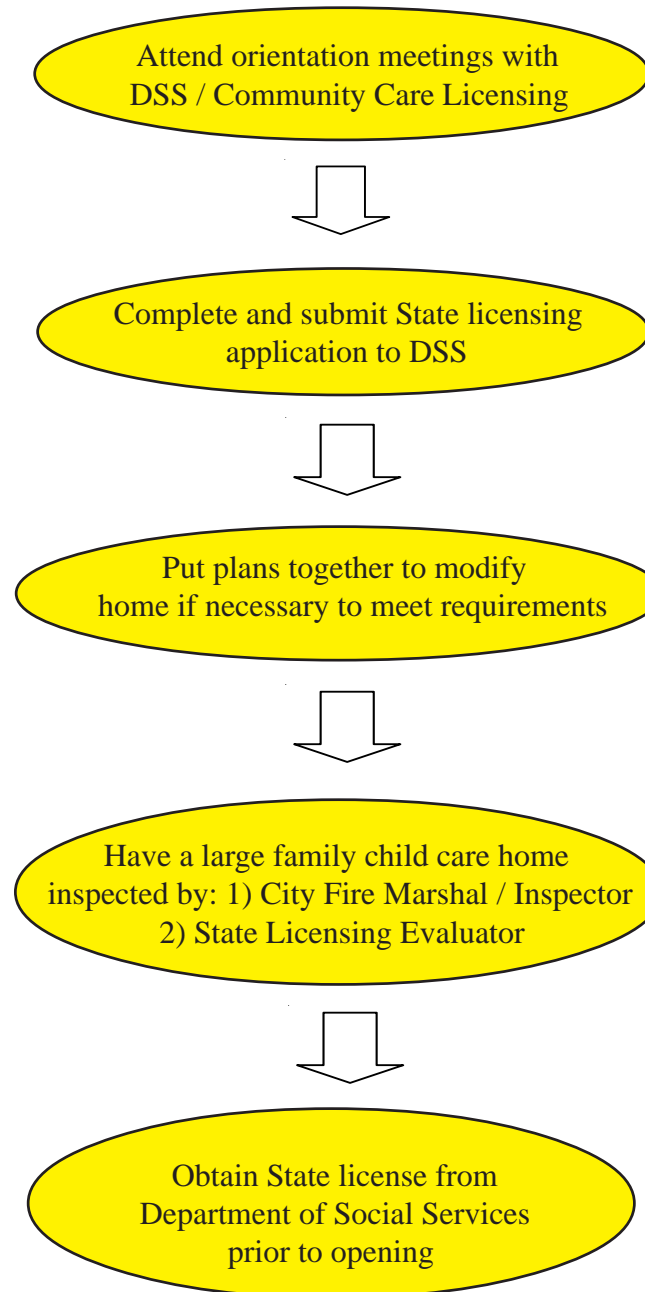 Attend orientation meetings with
DSS / Community Care Licensing
Complete and submit State licensing
application to DSS
Put plans together to modify
home if necessary to meet requirements
Have a large family child care home
inspected by: 1) City Fire Marshal / Inspector
2) State Licensing Evaluator
Obtain State license from
Department of Social Services
prior to opening